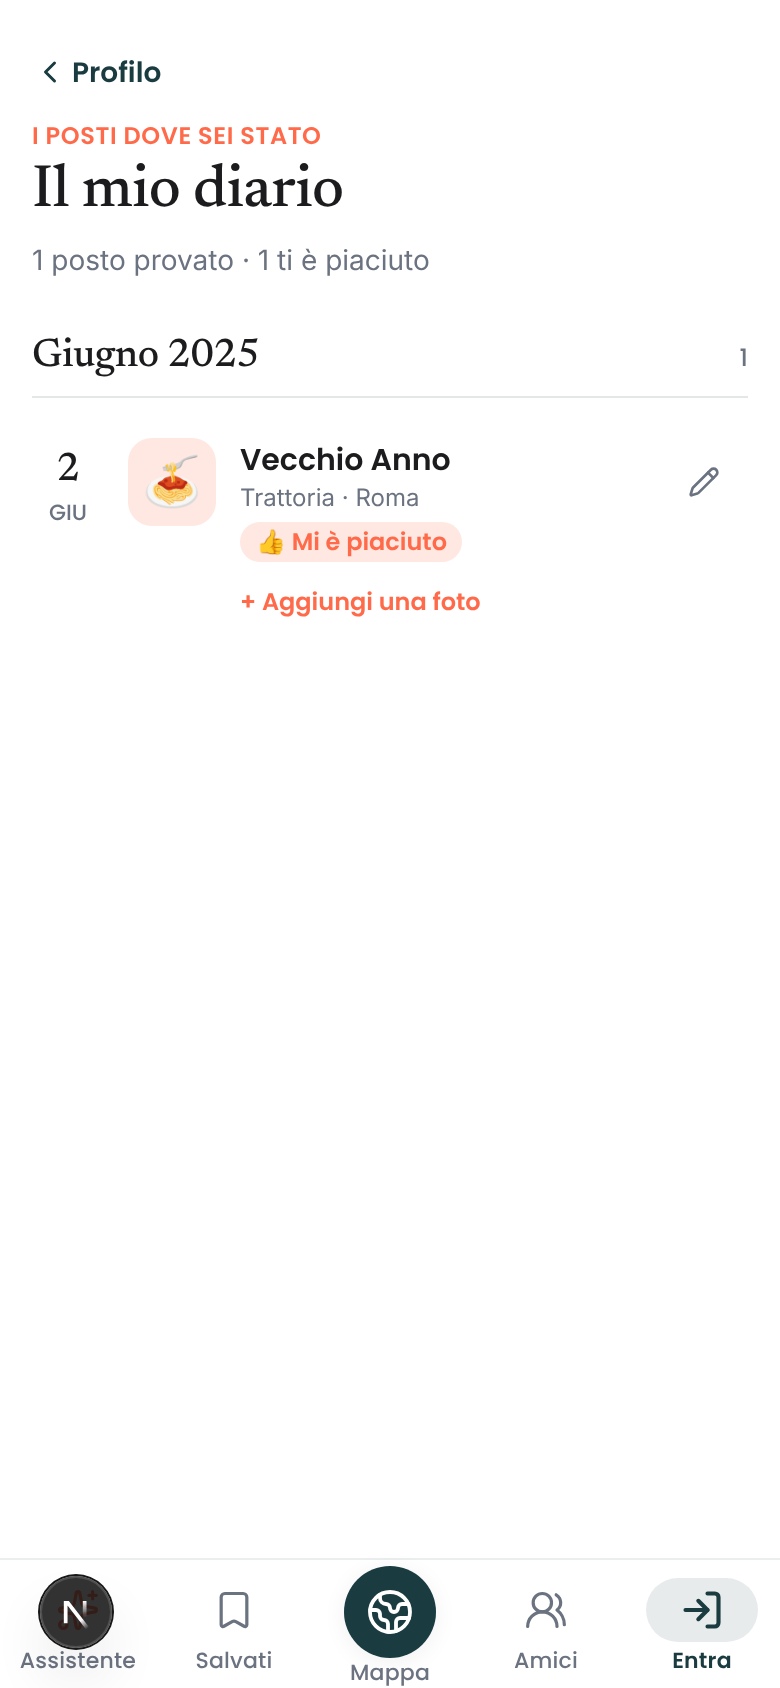 Profilo
I POSTI DOVE SEI STATO
Il mio diario
1 posto provato · 1 ti è piaciuto
Giugno 2025 1
2
GIU
Vecchio Anno
Trattoria · Roma
👍 Mi è piaciuto
+ Aggiungi una foto
N
Assistente Salvati Mappa Amici Entra